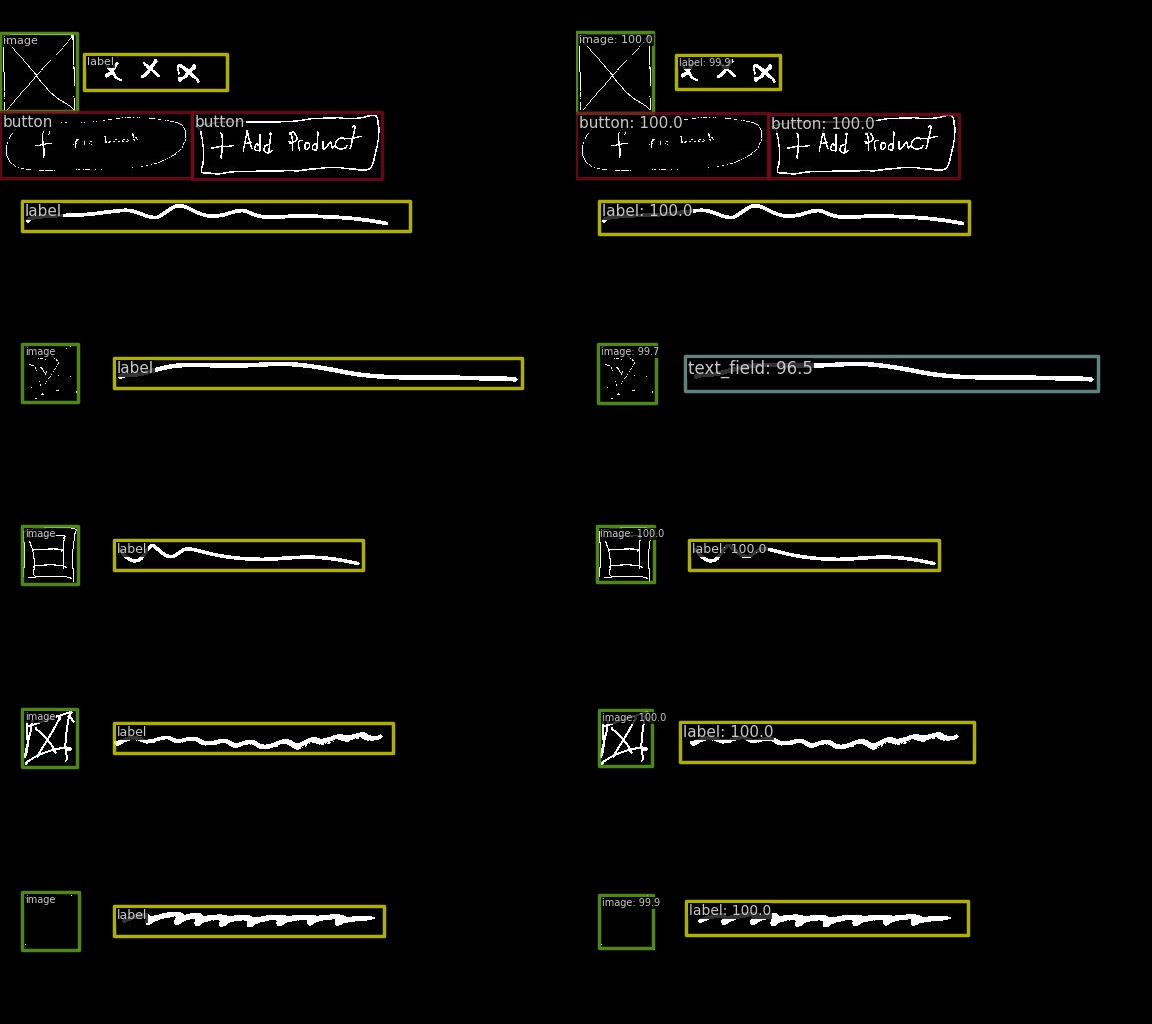 image image: 100.0
label x x x label: 99.9 x x
button button button: 100.0 button: 100.0
+ + Add Product + + Add Product
label label: 100.0
image image: 99.7
label text_field: 96.5
image image: 100.0
label label: 100.0
image image: 100.0
label label: 100.0
image image: 99.9
label label: 100.0